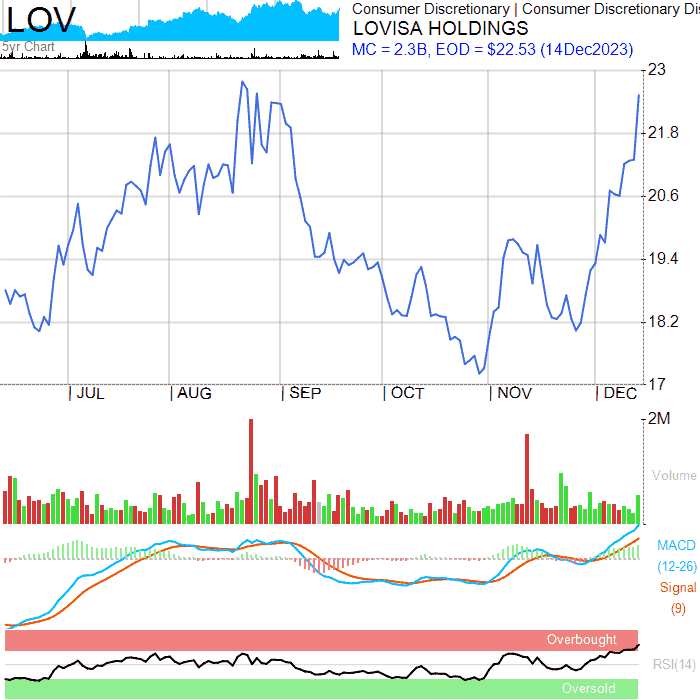 LOV
5yr Chart
Consumer Discretionary | Consumer Discretionary Dis
LOVISA HOLDINGS
MC = 2.3B, EOD = $22.53 (14Dec2023)
23
21.8
20.6
19.4
18.2
17
JUL AUG SEP OCT NOV DEC
2M
Volume
MACD
(12-26)
Signal
(9)
Overbought
RSI(14)
Oversold